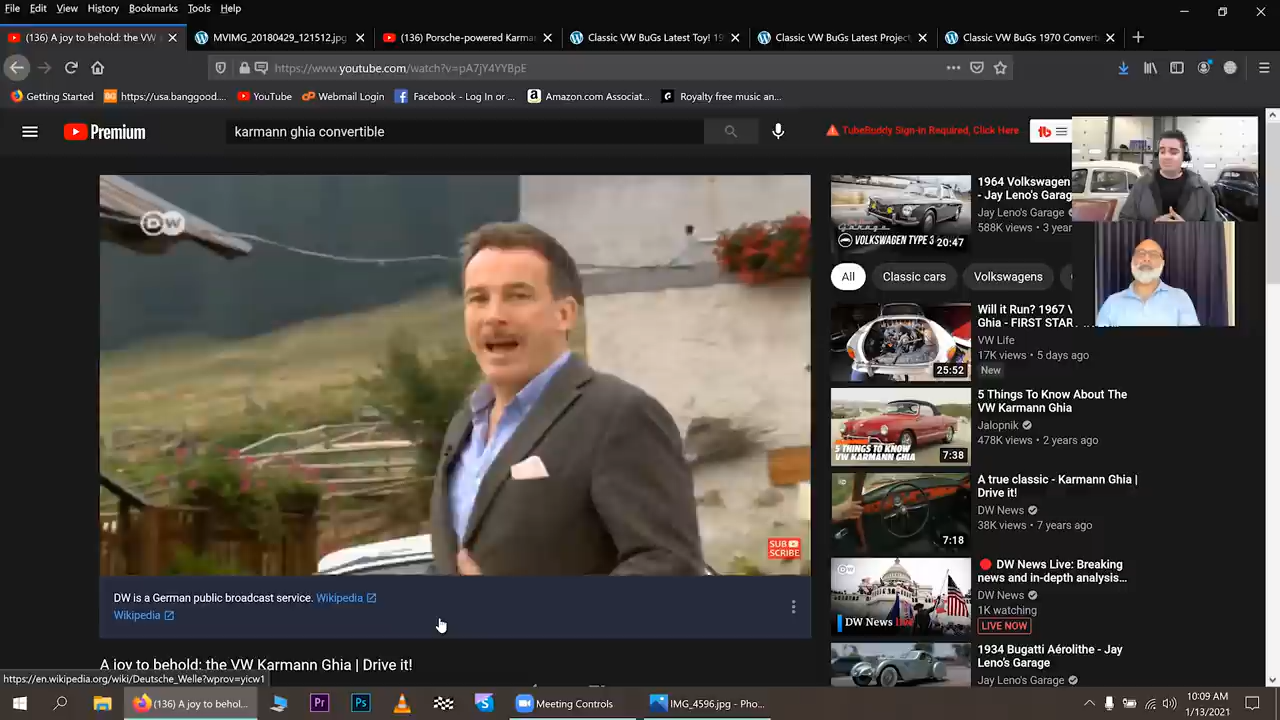 File Edit View History Bookmarks Tools Help
(136) A joy to behold: the VW
MVIMG_20180429_121512.jpg
(136) Porsche-powered Karma
Classic VW BuGs Latest Toy! 19
Classic VW BuGs Latest Project
Classic VW BuGs 1970 Convert
https://www.youtube.com/watch?v=pA7jY4YYBpE
Getting Started
https://usa.banggood....
YouTube
Webmail Login
Facebook - Log In or ...
Amazon.com Associat...
Royalty free music an...
Premium
karmann ghia convertible
TubeBuddy Sign-in Required, Click Here
tb
DW
SUB
SCRIBE
DW is a German public broadcast service. Wikipedia
Wikipedia
A joy to behold: the VW Karmann Ghia | Drive it!
https://en.wikipedia.org/wiki/Deutsche_Welle?wprov=yicw1
1964 Volkswagen
- Jay Leno's Garage
Jay Leno's Garage
588K views • 3 year
garage
VOLKSWAGEN TYPE 3
20:47
All
Classic cars
Volkswagens
Will it Run? 1967 V
Ghia - FIRST STAR
VW Life
17K views • 5 days ago
New
25:52
5 Things To Know About The
VW Karmann Ghia
Jalopnik
478K views • 2 years ago
5 THINGS TO KNOW
VW KARMANN GHIA
7:38
A true classic - Karmann Ghia |
Drive it!
DW News
38K views • 7 years ago
7:18
DW News Live: Breaking
news and in-depth analysis...
DW News
1K watching
LIVE NOW
DW News Live
1934 Bugatti Aérolithe - Jay
Leno's Garage
Jay Leno's Garage
(136) A joy to behol...
Pr
Ps
Meeting Controls
IMG_4596.jpg - Pho...
10:09 AM
1/13/2021